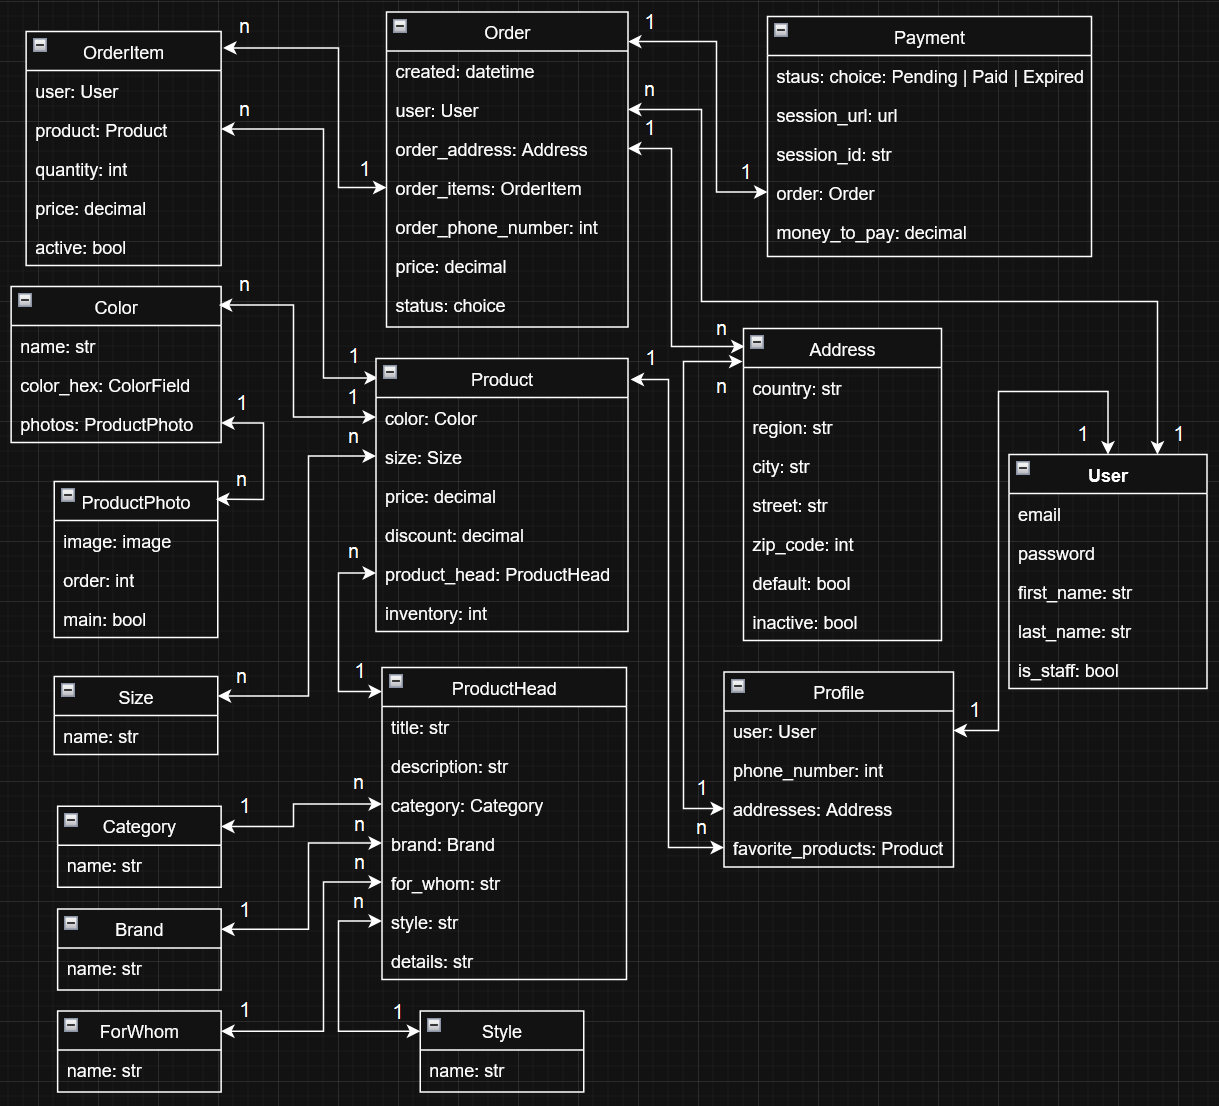 OrderItem
user: User
product: Product
quantity: int
price: decimal
active: bool
n
n
Order
created: datetime
user: User
order_address: Address
order_items: OrderItem
order_phone_number: int
price: decimal
status: choice
1
n
1
1
Payment
staus: choice: Pending | Paid | Expired
session_url: url
session_id: str
order: Order
money_to_pay: decimal
1
Color
name: str
color_hex: ColorField
photos: ProductPhoto
n
1
ProductPhoto
image: image
order: int
main: bool
n
Product
color: Color
size: Size
price: decimal
discount: decimal
product_head: ProductHead
inventory: int
1
1
n
n
1
Address
country: str
region: str
city: str
street: str
zip_code: int
default: bool
inactive: bool
n
n
User
email
password
first_name: str
last_name: str
is_staff: bool
1
1
Size
name: str
n
ProductHead
title: str
description: str
category: Category
brand: Brand
for_whom: str
style: str
details: str
1
n
n
n
n
Profile
user: User
phone_number: int
addresses: Address
favorite_products: Product
1
1
n
Category
name: str
1
Brand
name: str
1
ForWhom
name: str
1
Style
name: str
1